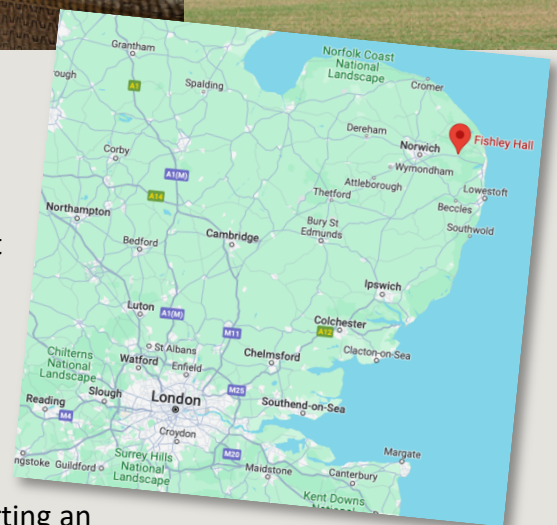 Grantham
Norfolk Coast
National
Landscape
Cromer
ough
A1
Spalding
Dereham
Norwich
Fishley Hall
Wymondham
Corby
A1(M)
Attleborough
Lowestoft
A14
Thetford
Beccles
Northampton
Bury St
Edmunds
Southwold
Cambridge
Bedford
Ipswich
Luton
A1(M)
Colchester
M11
A12
St Albans
Chelmsford
Clacton-on-Sea
Chilterns
National
Landscape
Watford
Enfield
M25
Slough
London
Southend-on-Sea
Reading
M4
Croydon
Margate
M20
Surrey Hills
National
Landscape
ngstoke
Guildford
Maidstone
Canterbury
Kent Downs
rting an